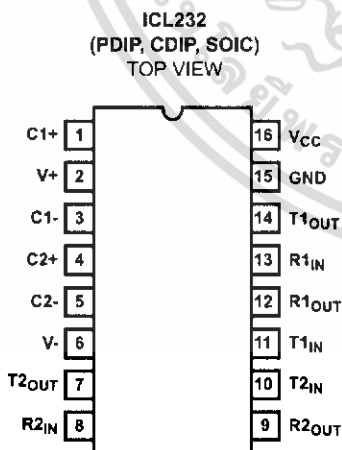 ICL232
(PDIP, CDIP, SOIC)
TOP VIEW
C1+ 1
V+ 2
C1- 3
C2+ 4
C2- 5
V- 6
T2OUT 7
R2IN 8
16 VCC
15 GND
14 T1OUT
13 R1IN
12 R1OUT
11 T1IN
10 T2IN
9 R2OUT